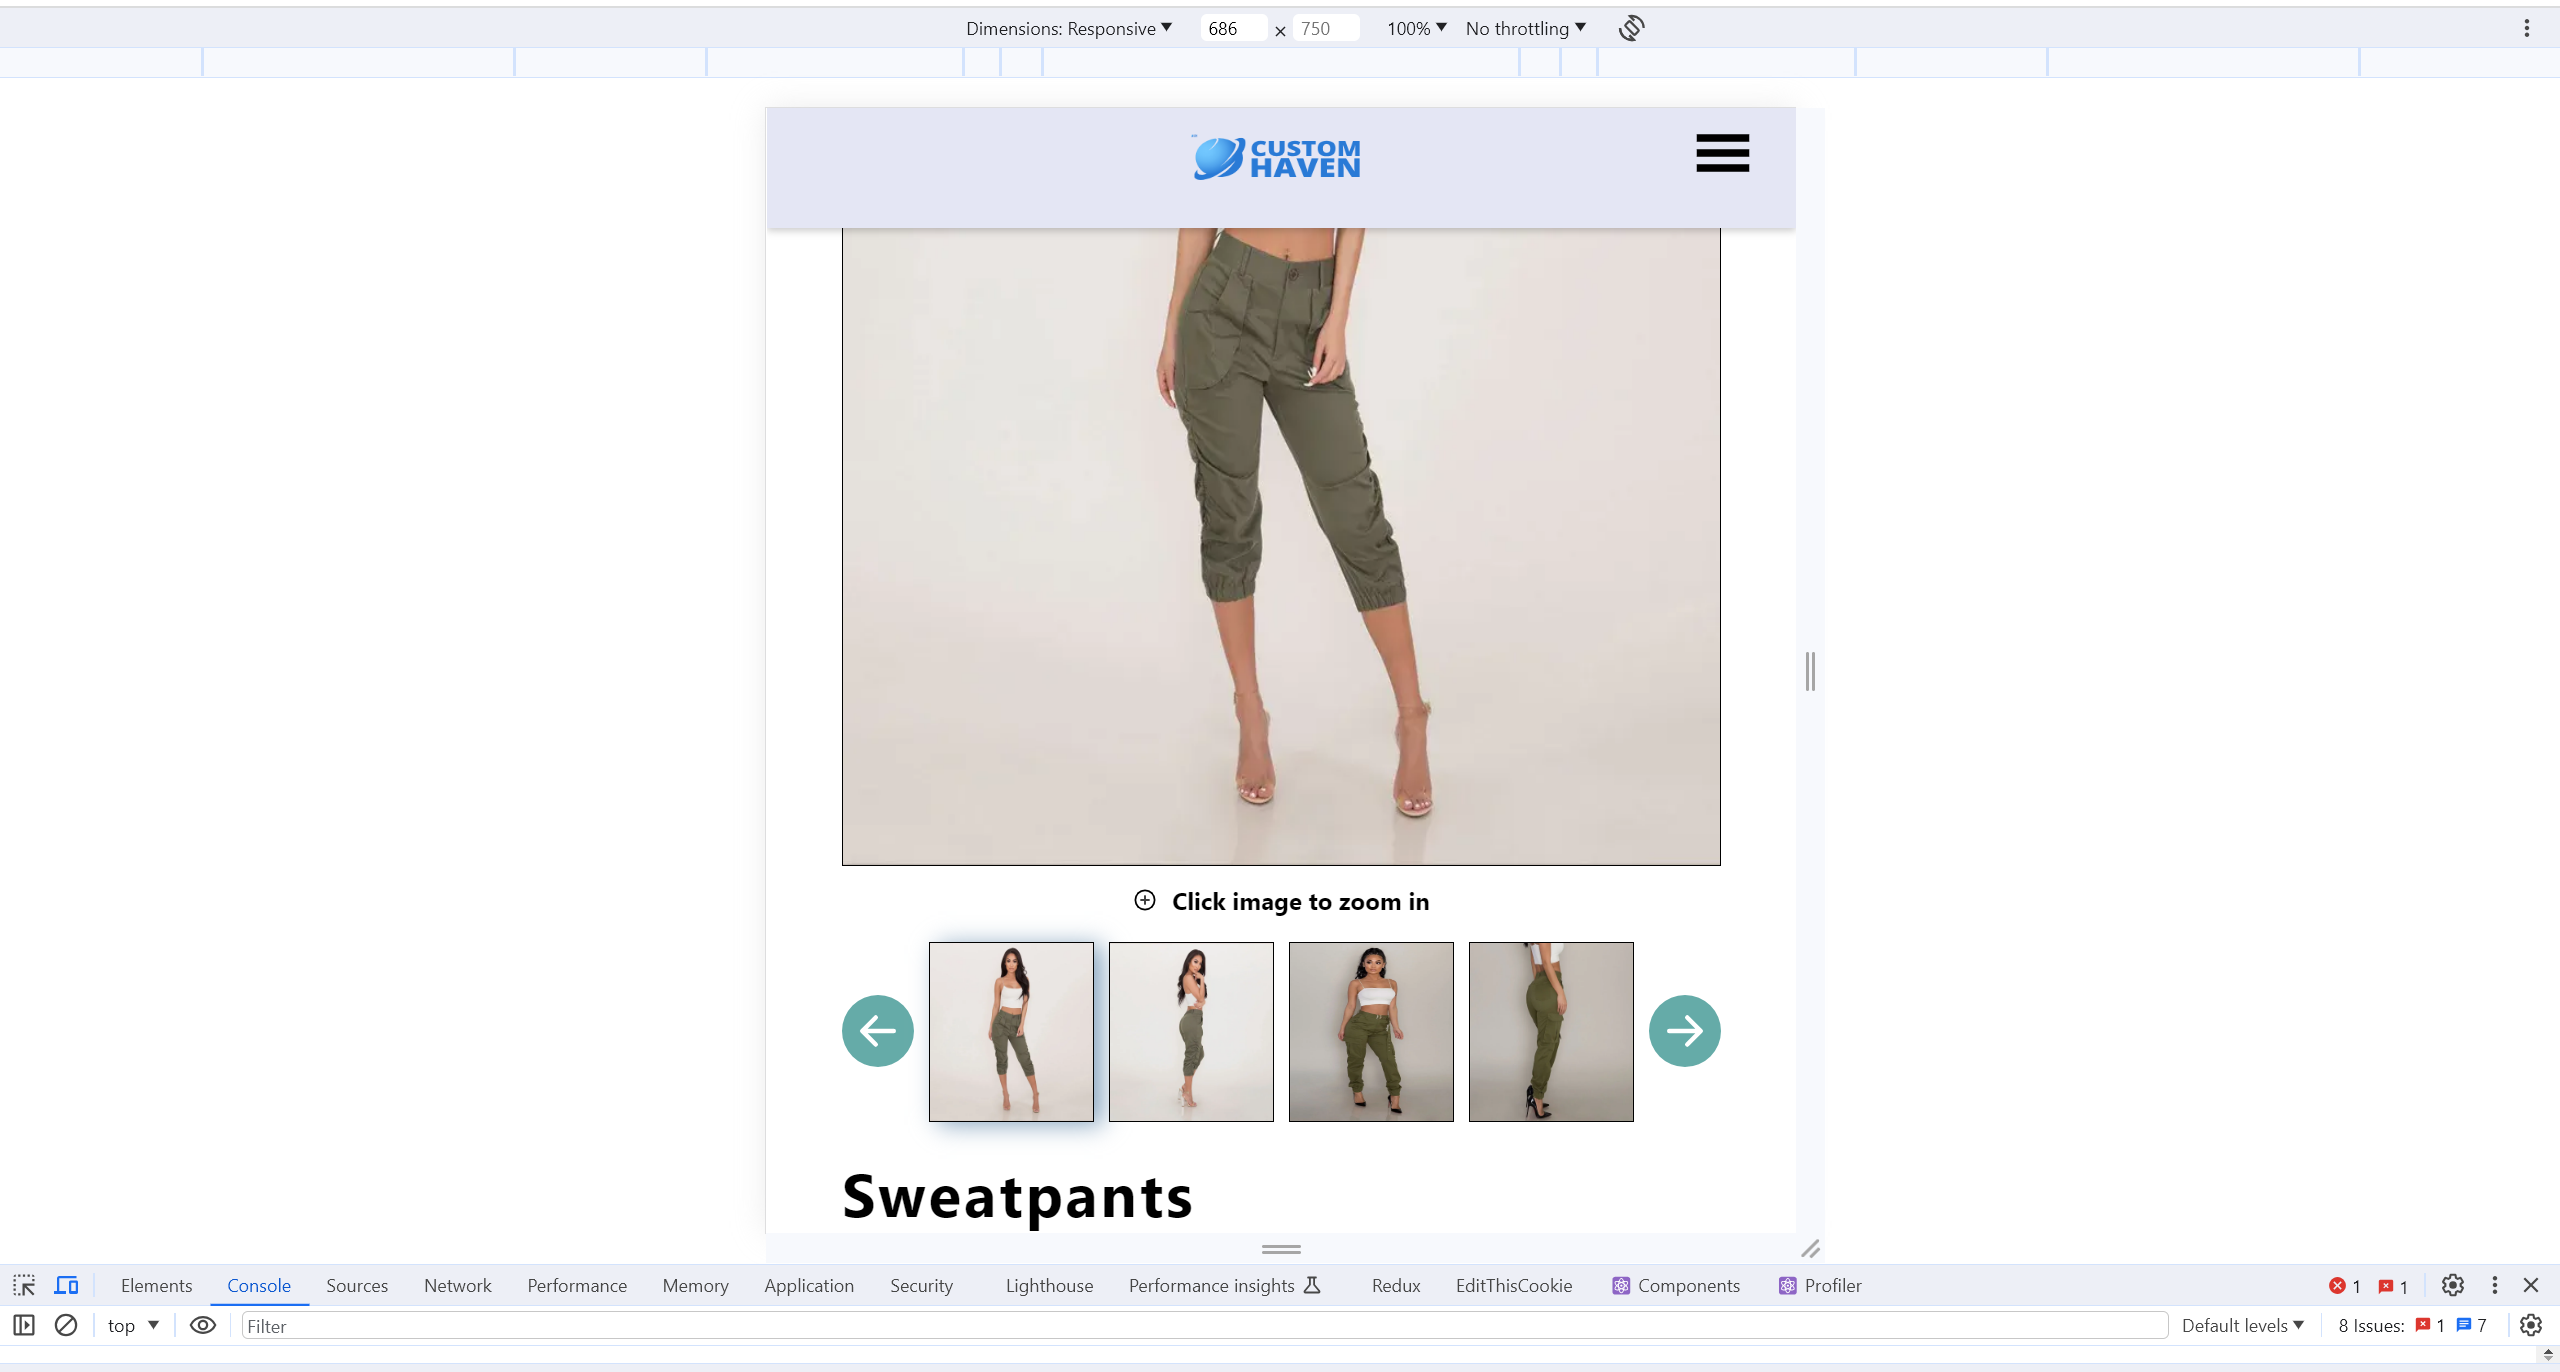 Dimensions: Responsive 686 × 750 100% No throttling
CUSTOM
HAVEN
Click image to zoom in
Sweatpants
Elements Console Sources Network Performance Memory Application Security Lighthouse Performance insights Redux EditThisCookie Components Profiler 1 1
top Filter Default levels 8 Issues: 1 7